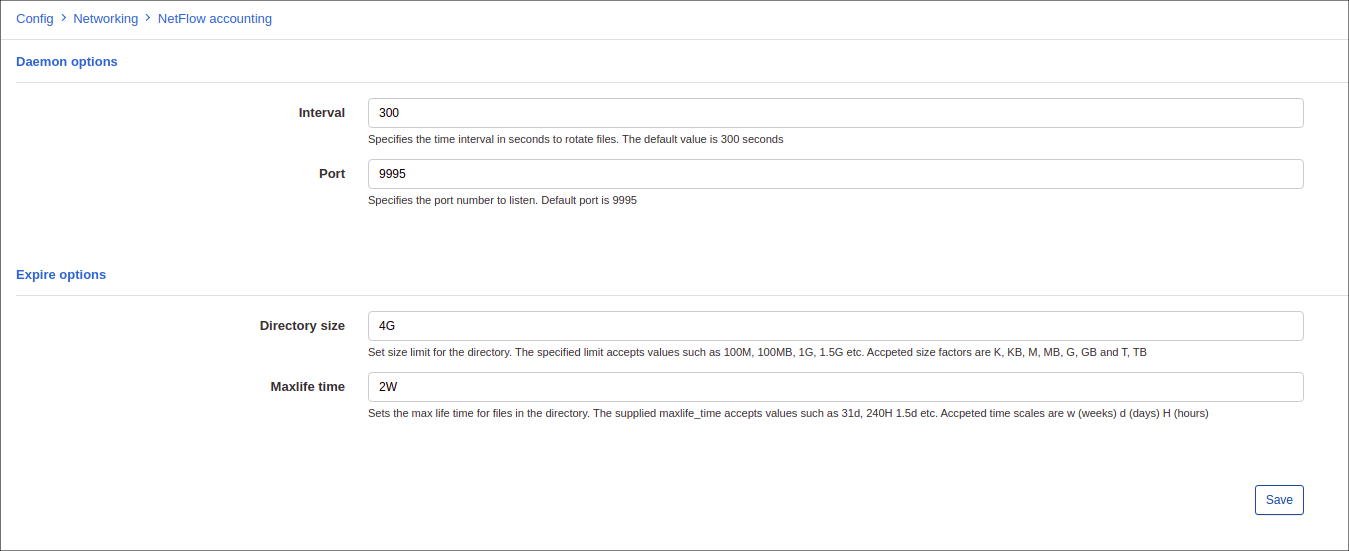 Config > Networking > NetFlow accounting
Daemon options
Interval
300
Specifies the time interval in seconds to rotate files. The default value is 300 seconds
Port
9995
Specifies the port number to listen. Default port is 9995
Expire options
Directory size
4G
Set size limit for the directory. The specified limit accepts values such as 100M, 100MB, 1G, 1.5G etc. Accpeted size factors are K, KB, M, MB, G, GB and T, TB
Maxlife time
2W
Sets the max life time for files in the directory. The supplied maxlife_time accepts values such as 31d, 240H 1.5d etc. Accpeted time scales are w (weeks) d (days) H (hours)
Save